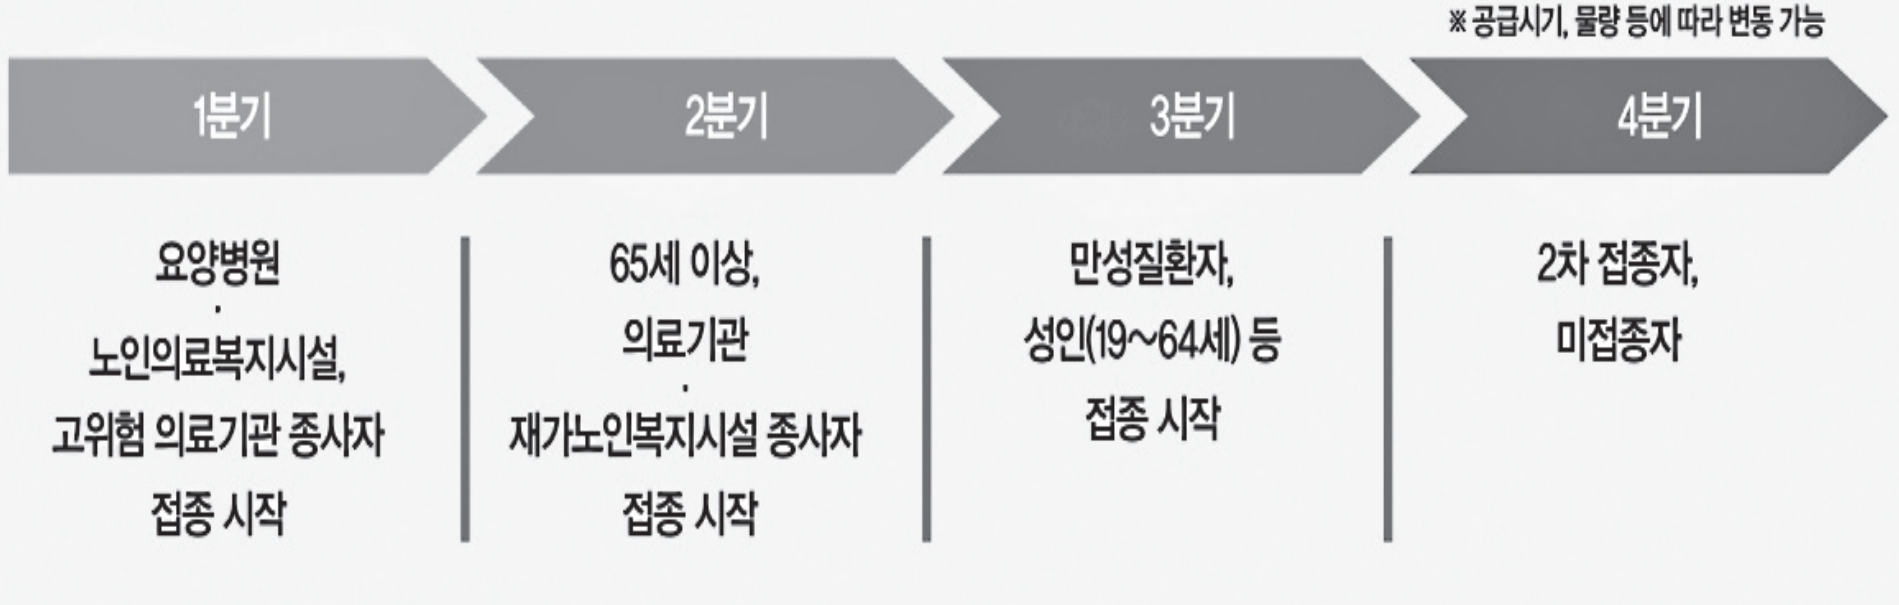 ※ 공급시기, 물량 등에 따라 변동 가능
1분기
2분기
3분기
4분기
요양병원
·
노인의료복지시설,
고위험 의료기관 종사자
접종 시작
65세 이상,
의료기관
·
재가노인복지시설 종사자
접종 시작
만성질환자,
성인(19~64세) 등
접종 시작
2차 접종자,
미접종자